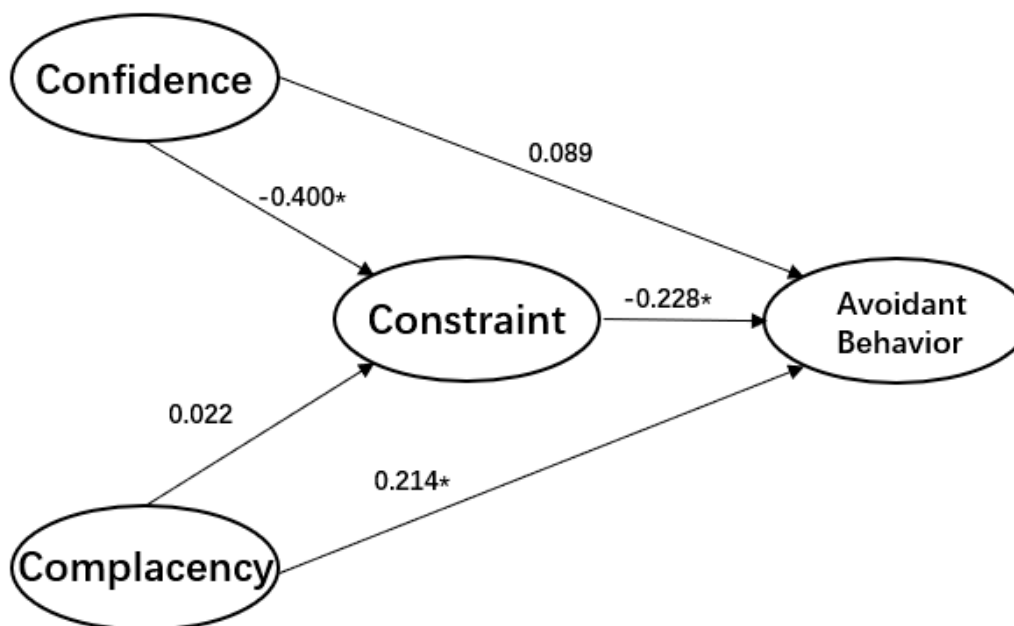 Confidence
0.089
-0.400*
Constraint
-0.228*
Avoidant
Behavior
0.022
0.214*
Complacency